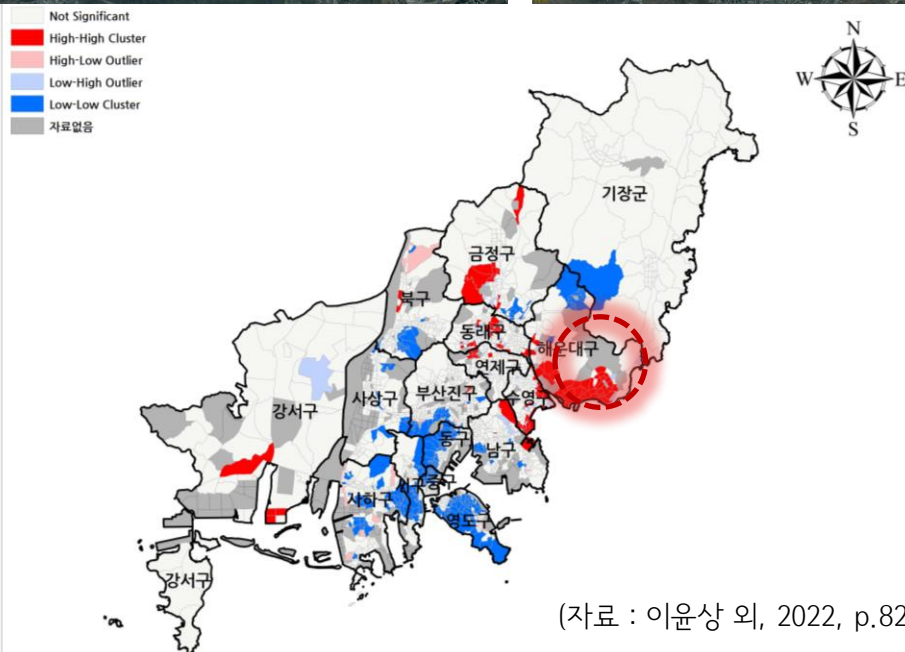 Not Significant
High-High Cluster
High-Low Outlier
Low-High Outlier
Low-Low Cluster
자료없음
N
W
E
S
기장군
금정구
북구
동래구
해운대구
연제구
강서구
사상구
부산진구
수영구
동구
남구
사하구
서구
중구
영도구
강서구
(자료 : 이윤상 외, 2022, p.82